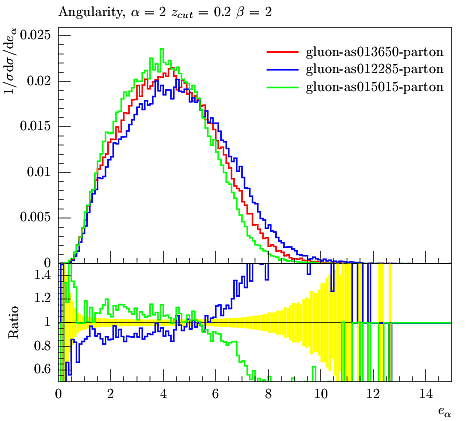 Angularity, α = 2 z_cut = 0.2 β = 2
1/σ dσ/de_α
0.025
0.02
0.015
0.01
0.005
0
gluon-as013650-parton
gluon-as012285-parton
gluon-as015015-parton
Ratio
1.4
1.2
1
0.8
0.6
0 2 4 6 8 10 12 14
e_α